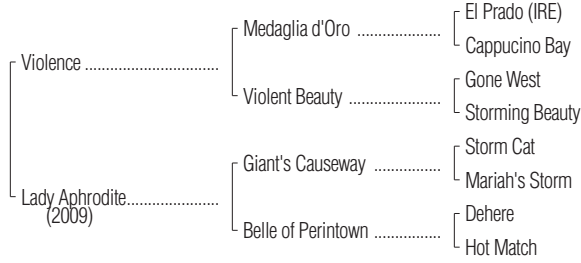 El Prado (IRE)
Medaglia d'Oro ....................
Cappucino Bay
Violence ................................
Gone West
Violent Beauty ......................
Storming Beauty
Storm Cat
Giant's Causeway .................
Mariah's Storm
Lady Aphrodite......................
(2009)
Dehere
Belle of Perintown ................
Hot Match